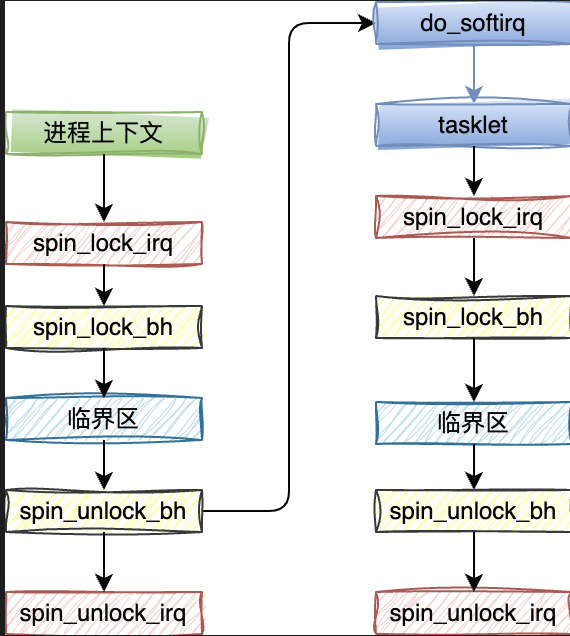 进程上下文
spin_lock_irq
spin_lock_bh
临界区
spin_unlock_bh
spin_unlock_irq
do_softirq
tasklet
spin_lock_irq
spin_lock_bh
临界区
spin_unlock_bh
spin_unlock_irq